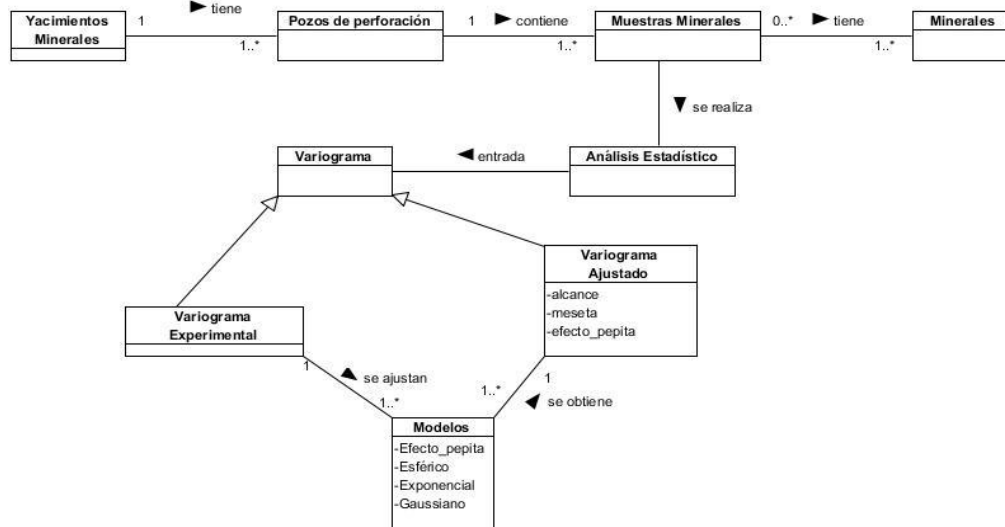 Yacimientos
Minerales
1
tiene
1..*
Pozos de perforación
1
contiene
1..*
Muestras Minerales
0..*
tiene
1..*
Minerales
se realiza
Variograma
entrada
Análisis Estadístico
Variograma
Ajustado
-alcance
-meseta
-efecto_pepita
Variograma
Experimental
1
se ajustan
1..*
1..*
1
se obtiene
Modelos
-Efecto_pepita
-Esférico
-Exponencial
-Gaussiano